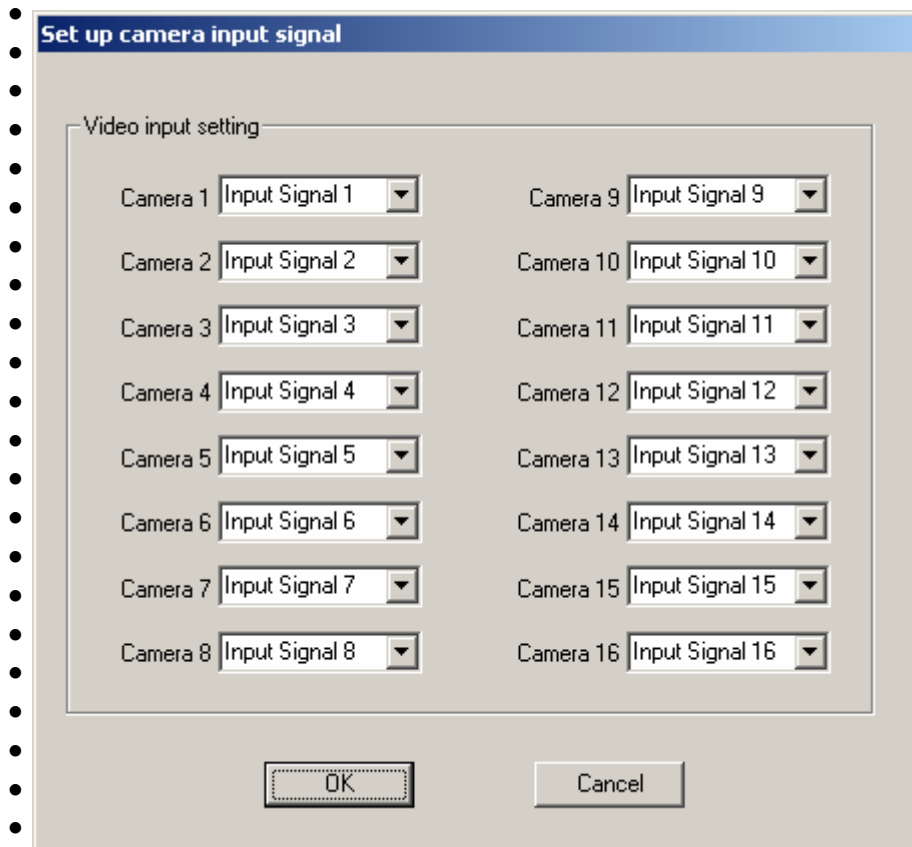 Set up camera input signal
Video input setting
Camera 1 Input Signal 1
Camera 2 Input Signal 2
Camera 3 Input Signal 3
Camera 4 Input Signal 4
Camera 5 Input Signal 5
Camera 6 Input Signal 6
Camera 7 Input Signal 7
Camera 8 Input Signal 8
Camera 9 Input Signal 9
Camera 10 Input Signal 10
Camera 11 Input Signal 11
Camera 12 Input Signal 12
Camera 13 Input Signal 13
Camera 14 Input Signal 14
Camera 15 Input Signal 15
Camera 16 Input Signal 16
OK
Cancel